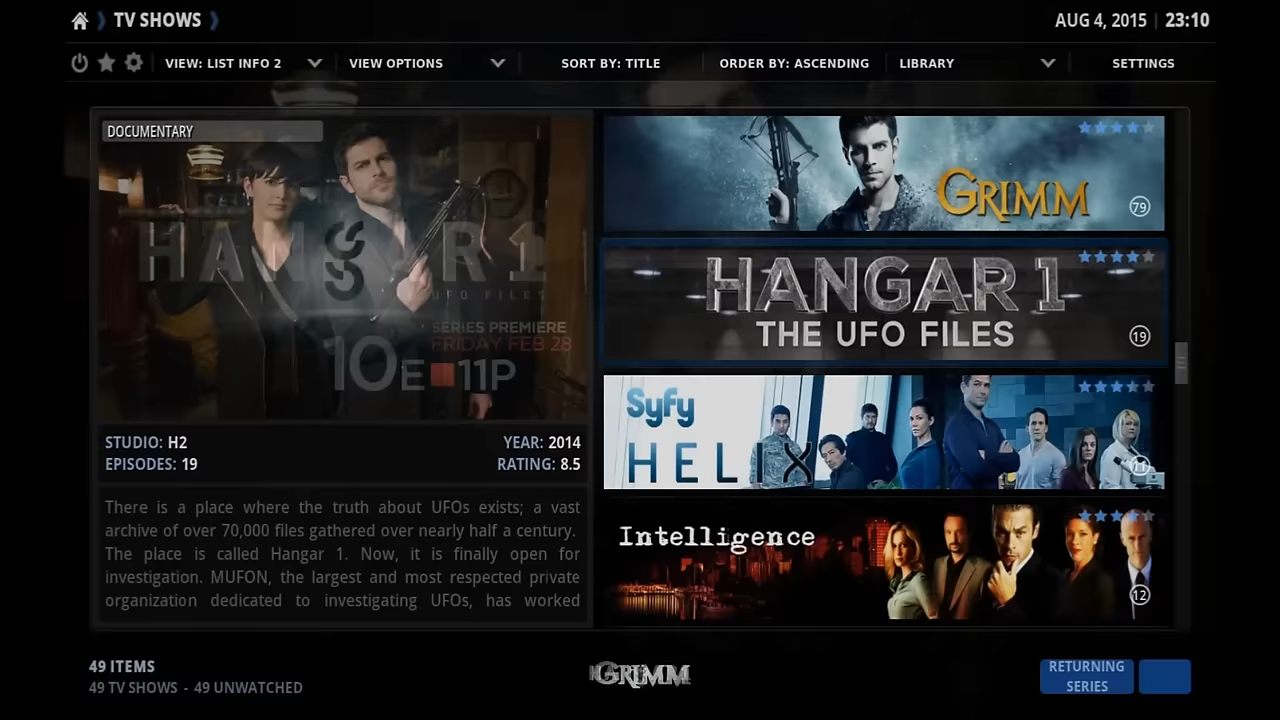 TV SHOWS
AUG 4, 2015 | 23:10
VIEW: LIST INFO 2
VIEW OPTIONS
SORT BY: TITLE
ORDER BY: ASCENDING
LIBRARY
SETTINGS
DOCUMENTARY
HANGAR 1
UFO FILES
SERIES PREMIERE
FRIDAY FEB 28
10E 11P
STUDIO: H2
YEAR: 2014
EPISODES: 19
RATING: 8.5
There is a place where the truth about UFOs exists; a vast
archive of over 70,000 files gathered over nearly half a century.
The place is called Hangar 1. Now, it is finally open for
investigation. MUFON, the largest and most respected private
organization dedicated to investigating UFOs, has worked
GRIMM
79
HANGAR 1
THE UFO FILES
19
Syfy
HELIX
11
Intelligence
12
49 ITEMS
49 TV SHOWS - 49 UNWATCHED
GRIMM
RETURNING
SERIES